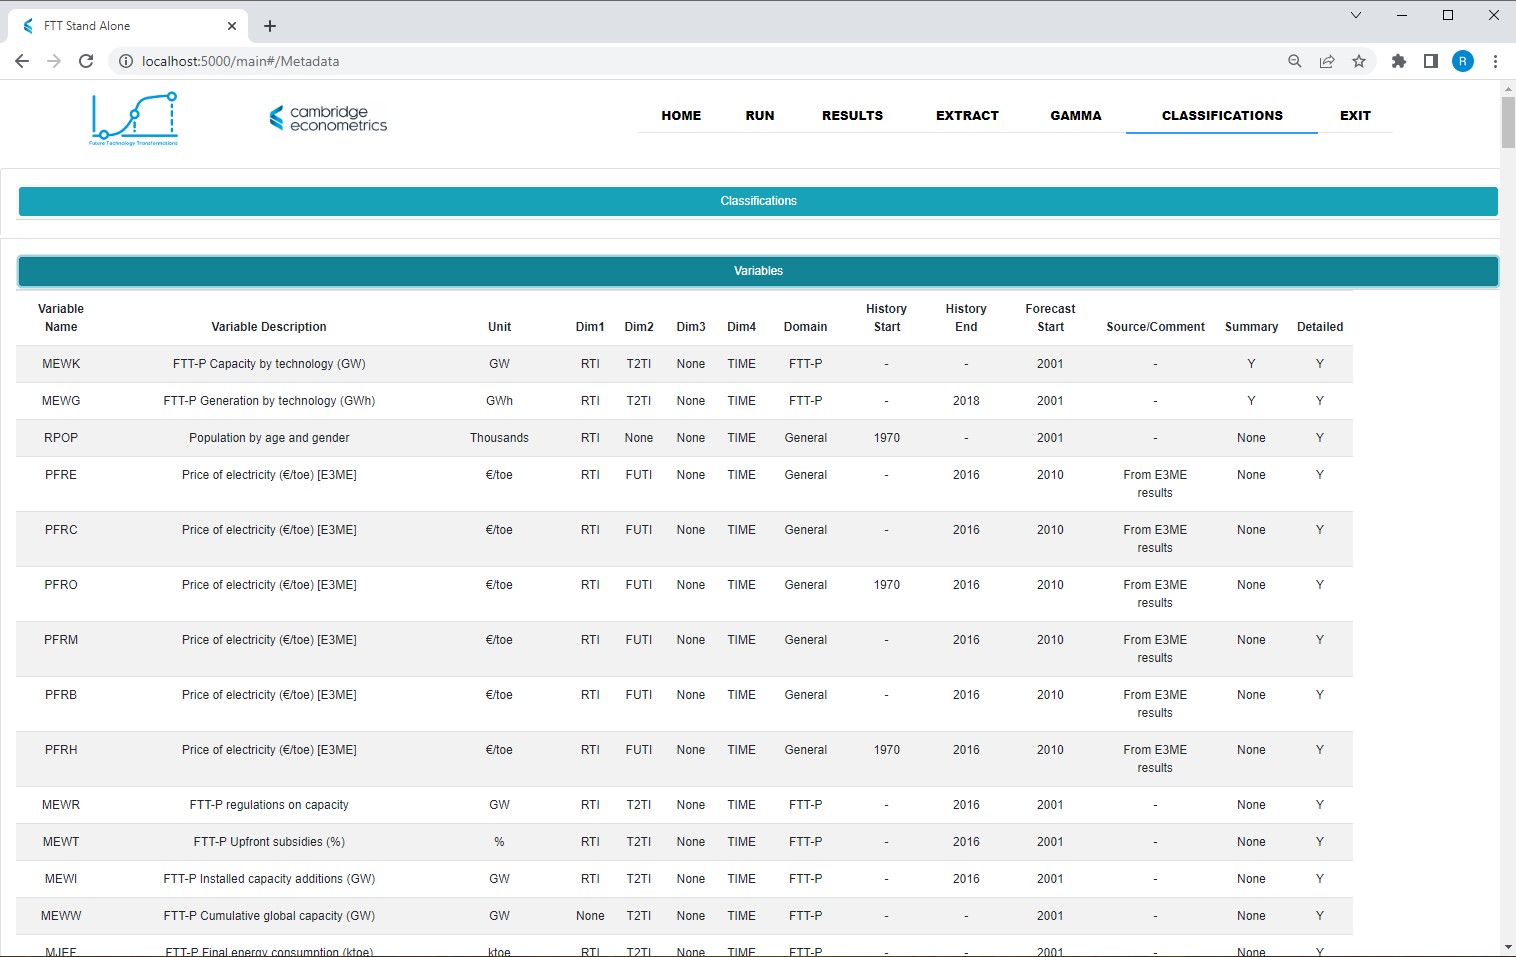 FTT Stand Alone
localhost:5000/main#/Metadata
R
Future Technology Transformations
cambridge
econometrics
HOME RUN RESULTS EXTRACT GAMMA CLASSIFICATIONS EXIT
Classifications
Variables
Variable Name Variable Description Unit Dim1 Dim2 Dim3 Dim4 Domain History Start History End Forecast Start Source/Comment Summary Detailed
MEWK FTT-P Capacity by technology (GW) GW RTI T2TI None TIME FTT-P - - 2001 - Y Y
MEWG FTT-P Generation by technology (GWh) GWh RTI T2TI None TIME FTT-P - 2018 2001 - Y Y
RPOP Population by age and gender Thousands RTI None None TIME General 1970 - 2001 - None Y
PFRE Price of electricity (€/toe) [E3ME] €/toe RTI FUTI None TIME General - 2016 2010 From E3ME results None Y
PFRC Price of electricity (€/toe) [E3ME] €/toe RTI FUTI None TIME General - 2016 2010 From E3ME results None Y
PFRO Price of electricity (€/toe) [E3ME] €/toe RTI FUTI None TIME General 1970 2016 2010 From E3ME results None Y
PFRM Price of electricity (€/toe) [E3ME] €/toe RTI FUTI None TIME General - 2016 2010 From E3ME results None Y
PFRB Price of electricity (€/toe) [E3ME] €/toe RTI FUTI None TIME General - 2016 2010 From E3ME results None Y
PFRH Price of electricity (€/toe) [E3ME] €/toe RTI FUTI None TIME General 1970 2016 2010 From E3ME results None Y
MEWR FTT-P regulations on capacity GW RTI T2TI None TIME FTT-P - 2016 2001 - None Y
MEWT FTT-P Upfront subsidies (%) % RTI T2TI None TIME FTT-P - 2016 2001 - None Y
MEWI FTT-P Installed capacity additions (GW) GW RTI T2TI None TIME FTT-P - 2016 2001 - None Y
MEWW FTT-P Cumulative global capacity (GW) GW None T2TI None TIME FTT-P - - 2001 - None Y
MJEF FTT-P Final energy consumption (ktoe) ktoe RTI T2TI None TIME FTT-P - - 2001 - None Y